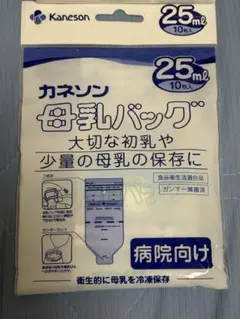 Kaneson
25ml
10枚入
25ml
10枚入
カネソン
母乳バッグ
大切な初乳や
少量の母乳の保存に
食品衛生法適合品
ガンマー滅菌済
病院向け
衛生的に母乳を冷凍保存